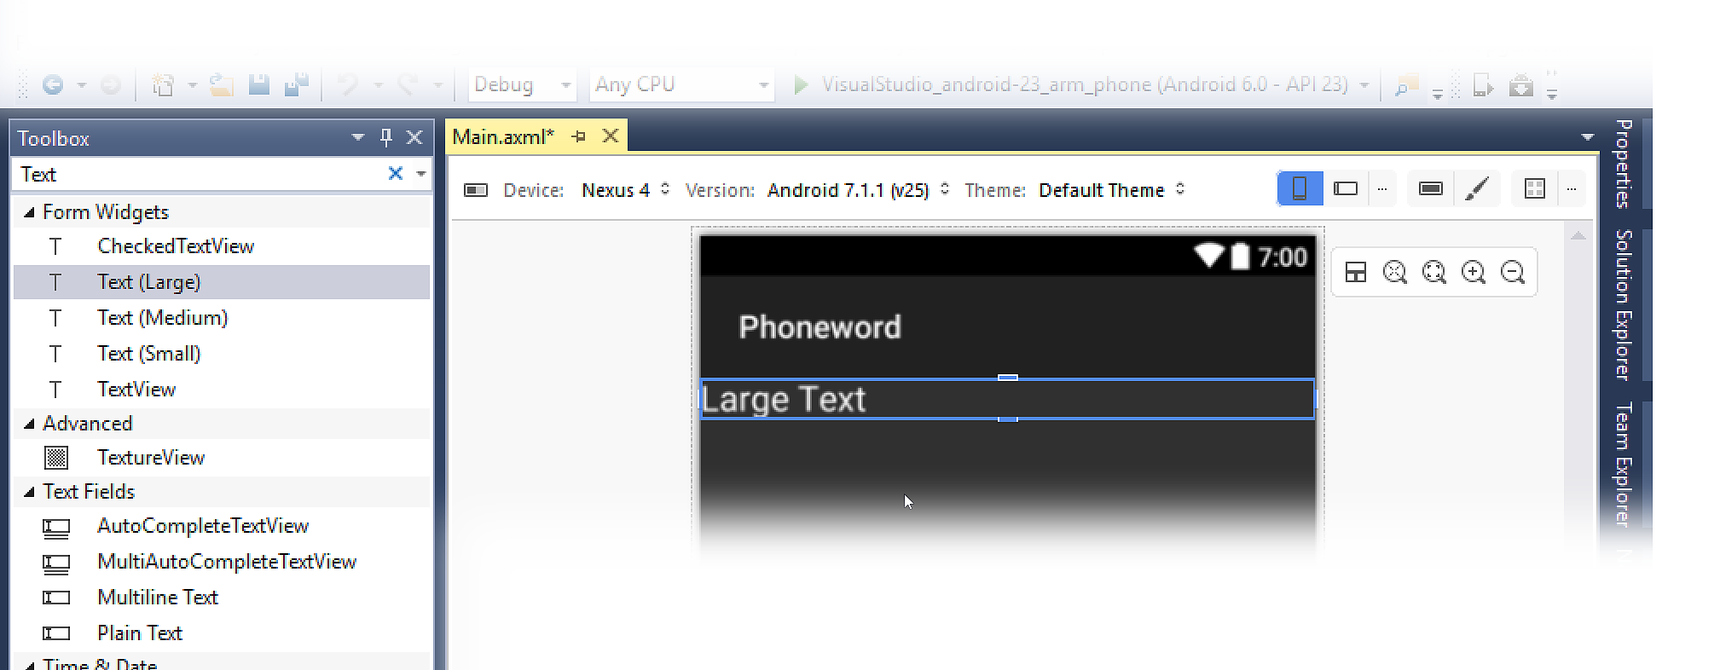 Debug
Any CPU
VisualStudio_android-23_arm_phone (Android 6.0 - API 23)
Toolbox
Text
Form Widgets
CheckedTextView
Text (Large)
Text (Medium)
Text (Small)
TextView
Advanced
TextureView
Text Fields
AutoCompleteTextView
MultiAutoCompleteTextView
Multiline Text
Plain Text
Time & Date
Main.axml*
Device: Nexus 4 Version: Android 7.1.1 (v25) Theme: Default Theme
7:00
Phoneword
Large Text
Properties
Solution Explorer
Team Explorer